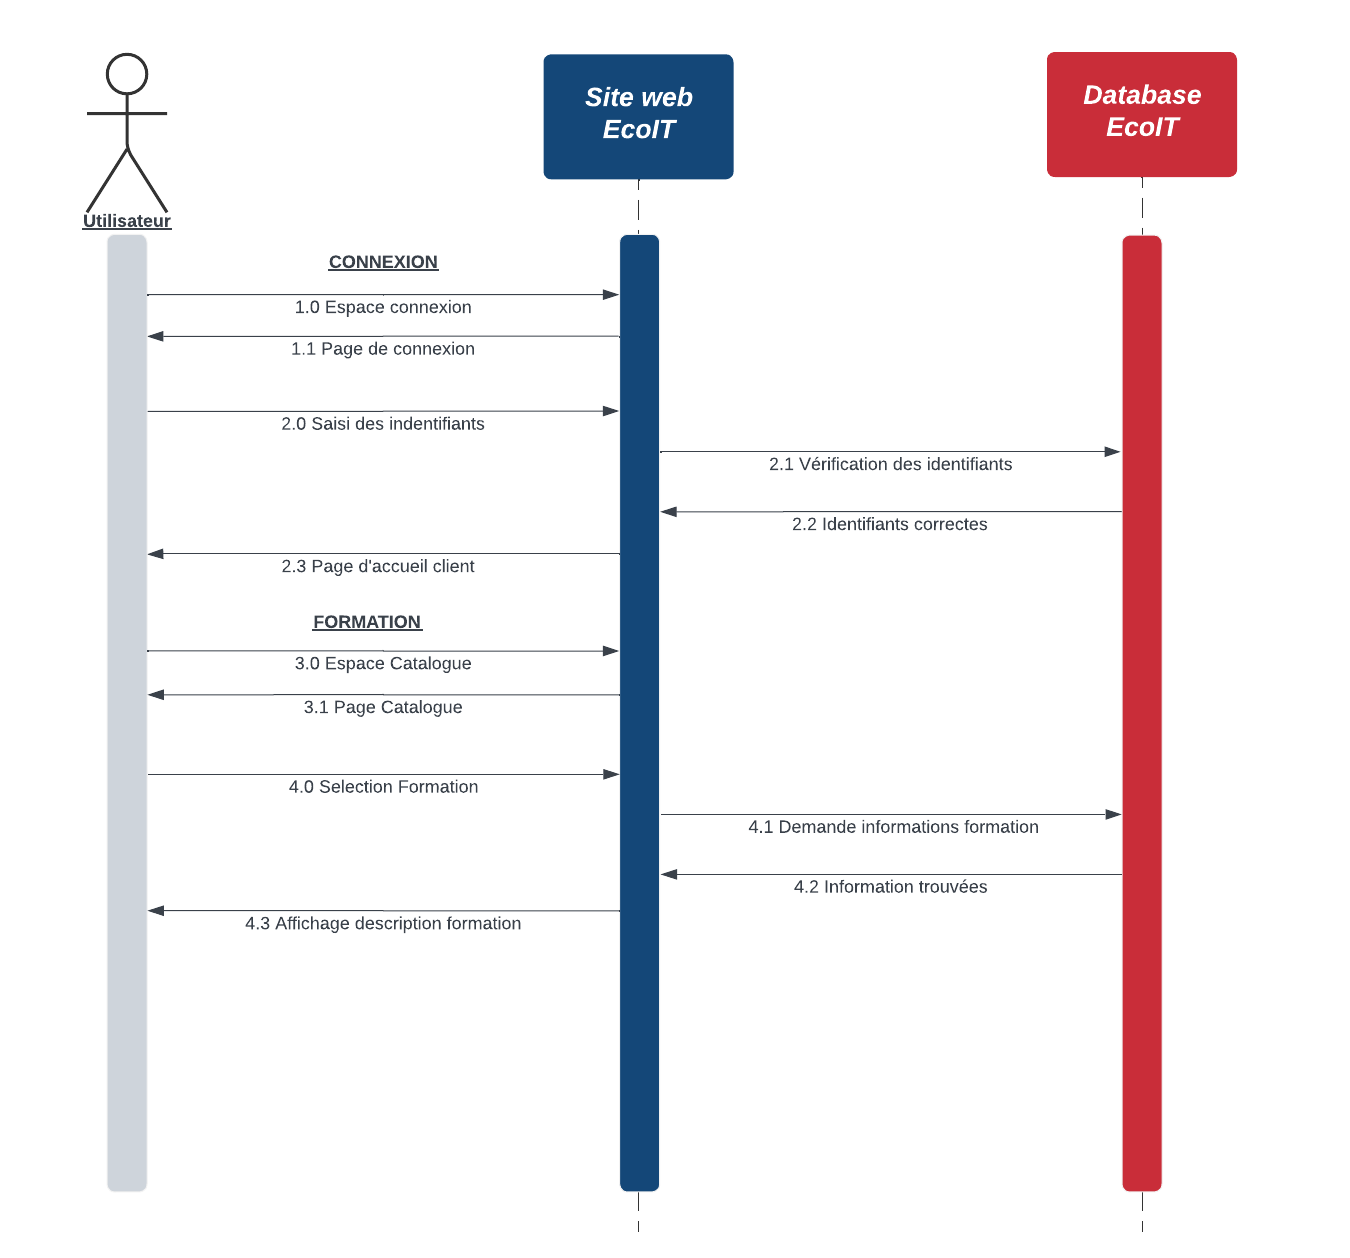 Site web
EcoIT
Database
EcoIT
Utilisateur
CONNEXION
1.0 Espace connexion
1.1 Page de connexion
2.0 Saisi des indentifiants
2.1 Vérification des identifiants
2.2 Identifiants correctes
2.3 Page d'accueil client
FORMATION
3.0 Espace Catalogue
3.1 Page Catalogue
4.0 Selection Formation
4.1 Demande informations formation
4.2 Information trouvées
4.3 Affichage description formation